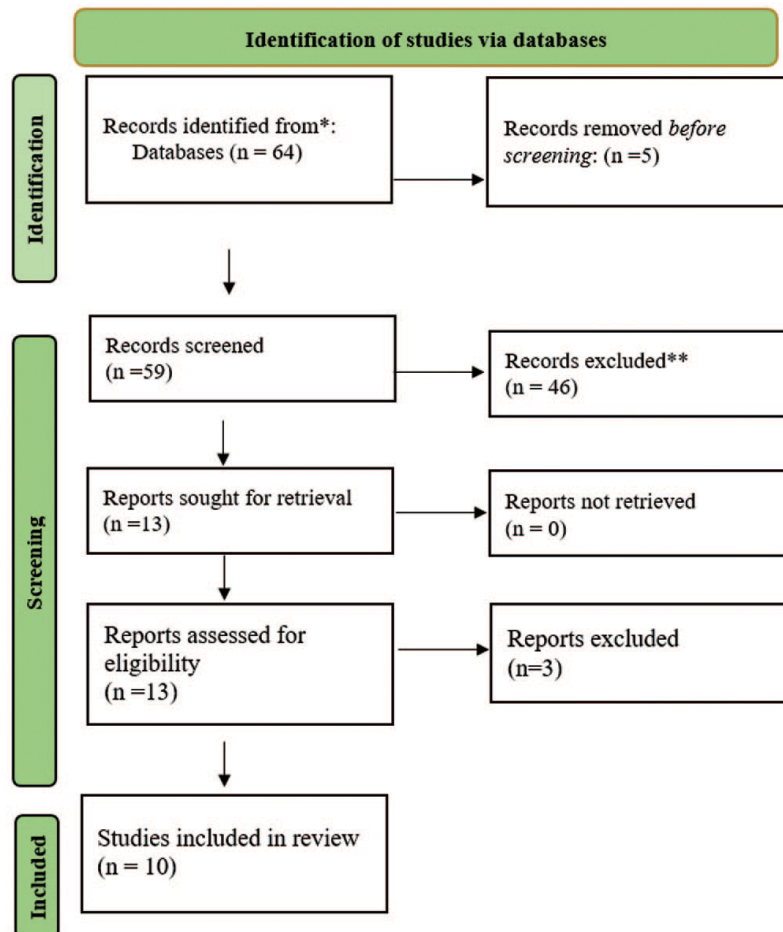 Identification of studies via databases
Identification
Records identified from*:
Databases (n = 64)
Records removed before
screening: (n =5)
Screening
Records screened
(n =59)
Records excluded**
(n = 46)
Reports sought for retrieval
(n =13)
Reports not retrieved
(n = 0)
Reports assessed for
eligibility
(n =13)
Reports excluded
(n=3)
Included
Studies included in review
(n = 10)